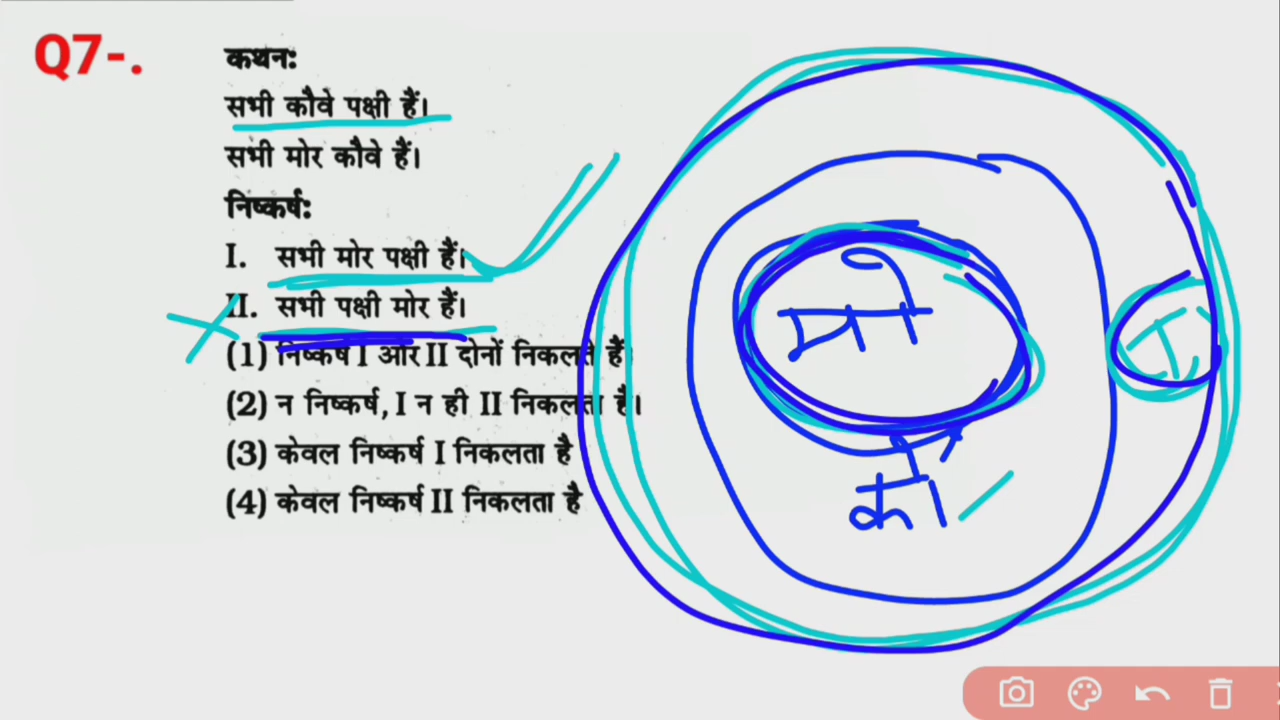 Q7-.
कथन:
सभी कौवे पक्षी हैं।
सभी मोर कौवे हैं।
निष्कर्ष:
I. सभी मोर पक्षी हैं।
II. सभी पक्षी मोर हैं।
(1) निष्कर्ष I और II दोनों निकलते हैं।
(2) न निष्कर्ष, I न ही II निकलता है।
(3) केवल निष्कर्ष I निकलता है
(4) केवल निष्कर्ष II निकलता है